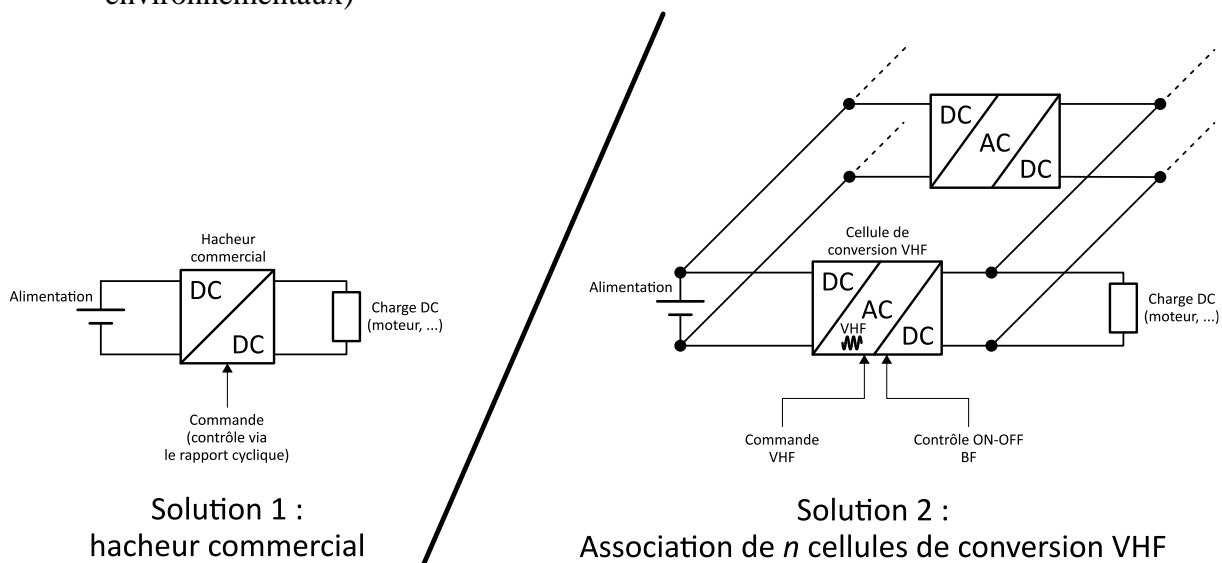 environnementaux)
Hacheur
commercial
Alimentation
DC
DC
Charge DC
(moteur, ...)
Commande
(contrôle via
le rapport cyclique)
Solution 1 :
hacheur commercial
DC
AC
DC
Cellule de
conversion VHF
Alimentation
DC
AC
VHF
DC
Charge DC
(moteur, ...)
Commande
VHF
Contrôle ON-OFF
BF
Solution 2 :
Association de n cellules de conversion VHF